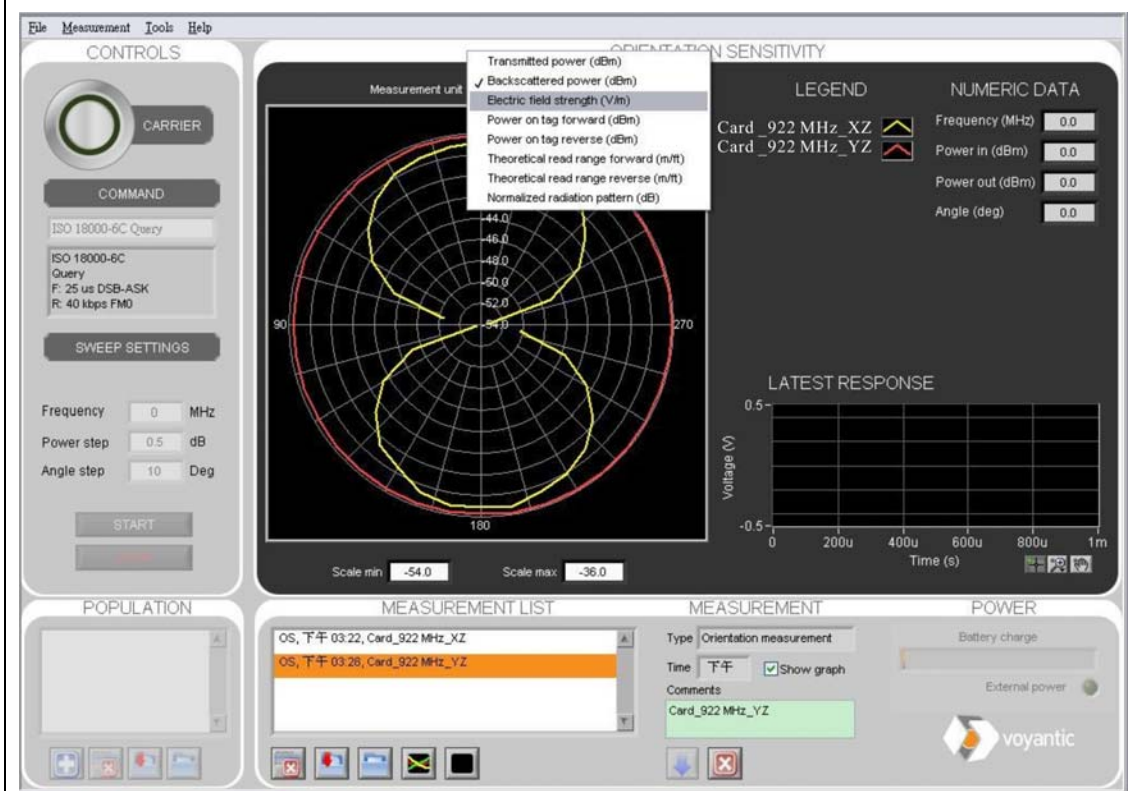 File Measurement Tools Help
CONTROLS
CARRIER
COMMAND
ISO 18000-6C Query
ISO 18000-6C
Query
F: 25 us DSB-ASK
R: 40 kbps FM0
SWEEP SETTINGS
Frequency 0 MHz
Power step 0.5 dB
Angle step 10 Deg
START
ORIENTATION SENSITIVITY
Measurement unit
Transmitted power (dBm)
✓ Backscattered power (dBm)
Electric field strength (V/m)
Power on tag forward (dBm)
Power on tag reverse (dBm)
Theoretical read range forward (m/ft)
Theoretical read range reverse (m/ft)
Normalized radiation pattern (dB)
-44.0
-46.0
-48.0
-50.0
-52.0
-54.0
90
270
180
Scale min -54.0 Scale max -36.0
LEGEND
Card _922 MHz_XZ
Card _922 MHz_YZ
NUMERIC DATA
Frequency (MHz) 0.0
Power in (dBm) 0.0
Power out (dBm) 0.0
Angle (deg) 0.0
LATEST RESPONSE
Voltage (V)
0.5
-0.5
0 200u 400u 600u 800u 1m
Time (s)
POPULATION
MEASUREMENT LIST
OS, 下午 03:22, Card_922 MHz_XZ
OS, 下午 03:28, Card_922 MHz_YZ
MEASUREMENT
Type Orientation measurement
Time 下午 Show graph
Comments
Card_922 MHz_YZ
POWER
Battery charge
External power
voyantic